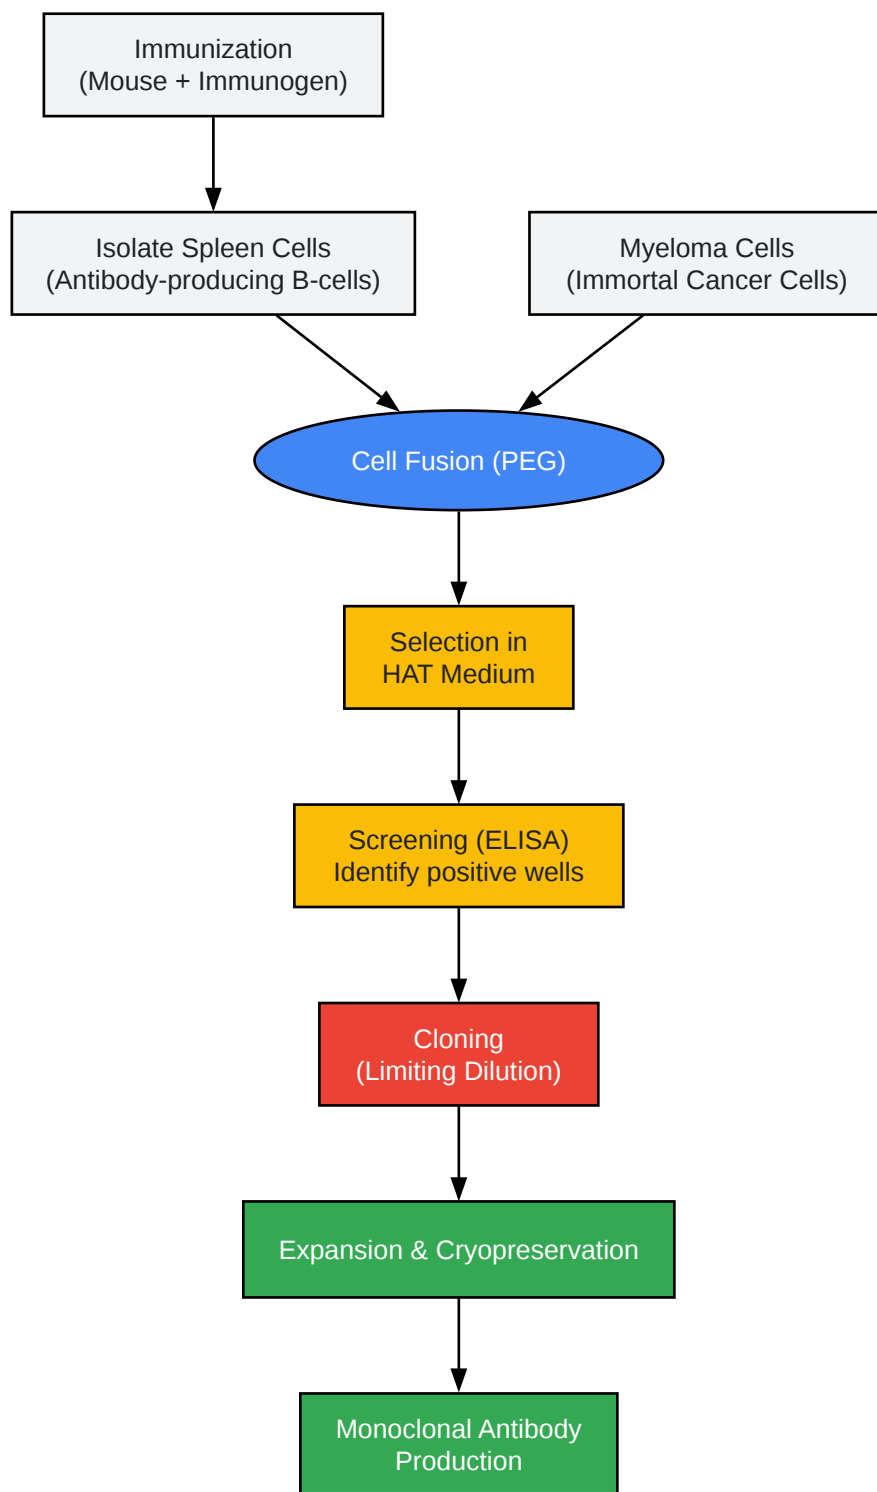 Immunization
(Mouse + Immunogen)
Isolate Spleen Cells
(Antibody-producing B-cells)
Myeloma Cells
(Immortal Cancer Cells)
Cell Fusion (PEG)
Selection in
HAT Medium
Screening (ELISA)
Identify positive wells
Cloning
(Limiting Dilution)
Expansion & Cryopreservation
Monoclonal Antibody
Production